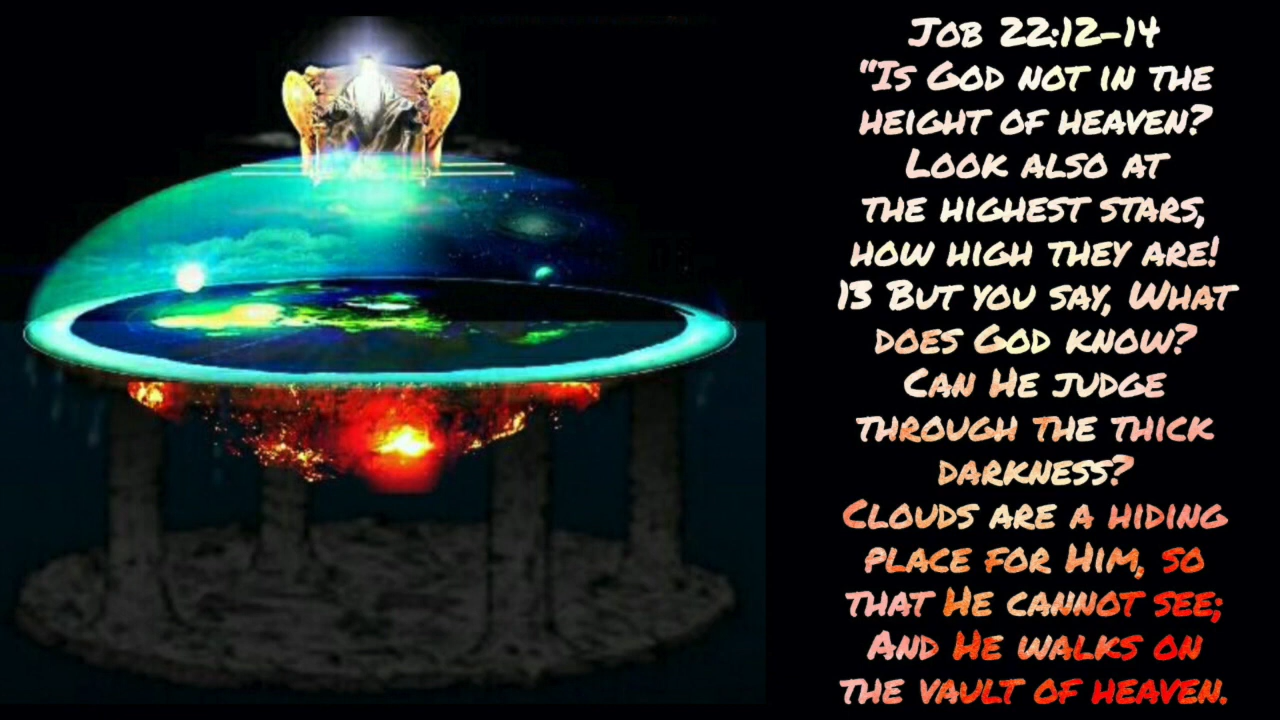 Job 22:12-14
"Is God not in the
height of heaven?
Look also at
the highest stars,
how high they are!
13 But you say, What
does God know?
Can He judge
through the thick
darkness?
Clouds are a hiding
place for Him, so
that He cannot see;
And He walks on
the vault of heaven.